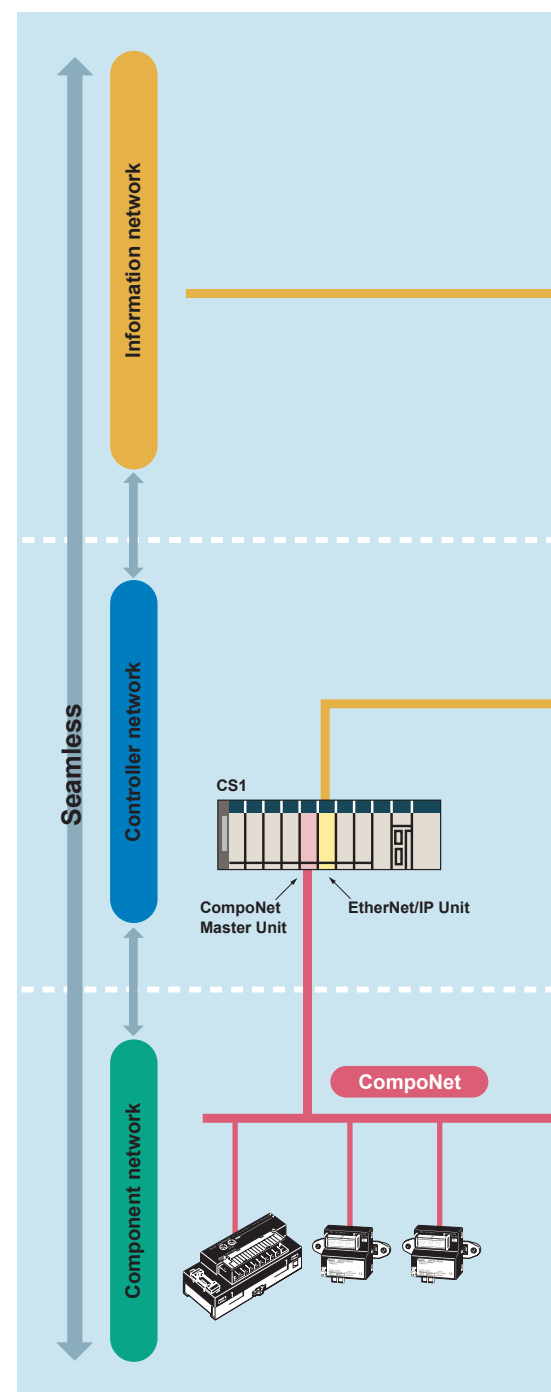 Information network
Seamless
Controller network
CS1
CompoNet
Master Unit
EtherNet/IP Unit
CompoNet
Component network